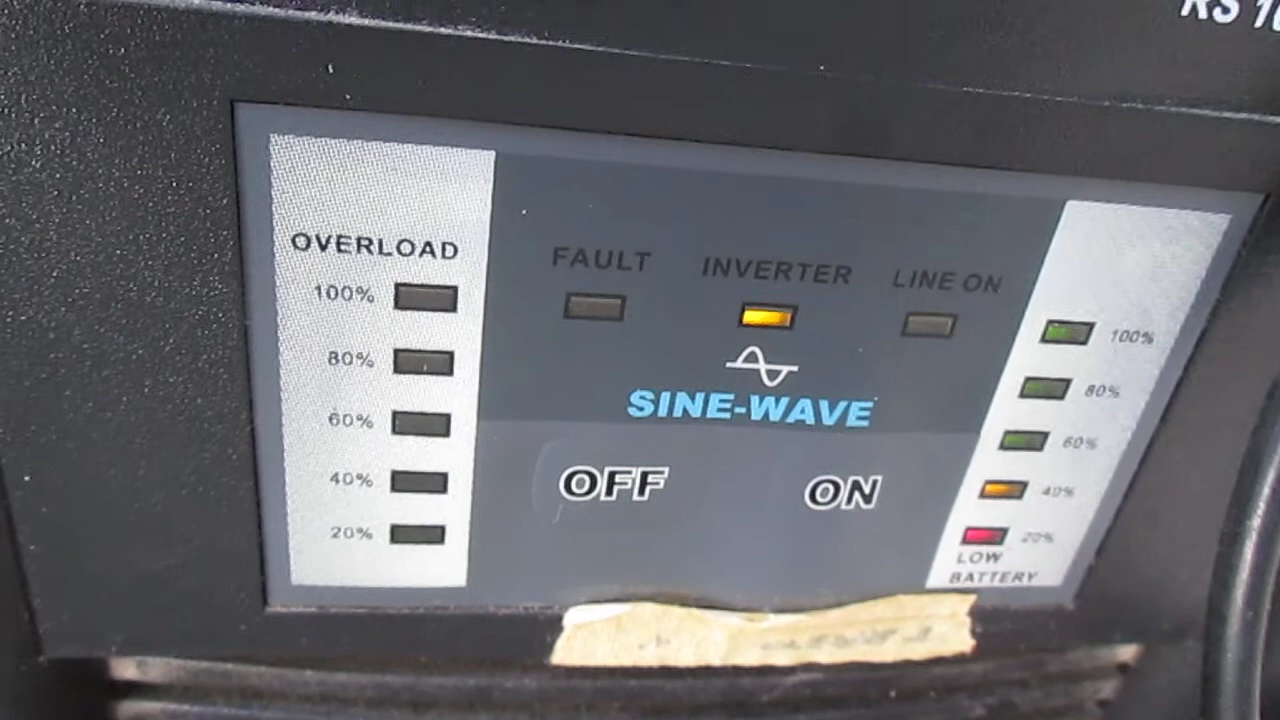 RS
OVERLOAD
100%
80%
60%
40%
20%
FAULT
INVERTER
LINE ON
SINE-WAVE
OFF
ON
100%
80%
60%
40%
20%
LOW
BATTERY